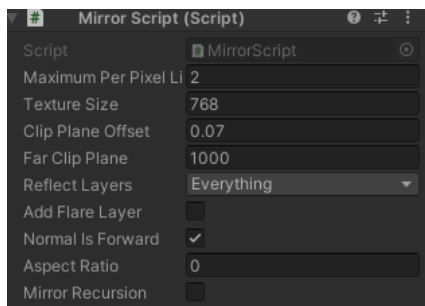 # Mirror Script (Script)
Script MirrorScript
Maximum Per Pixel Li 2
Texture Size 768
Clip Plane Offset 0.07
Far Clip Plane 1000
Reflect Layers Everything
Add Flare Layer
Normal Is Forward
Aspect Ratio 0
Mirror Recursion